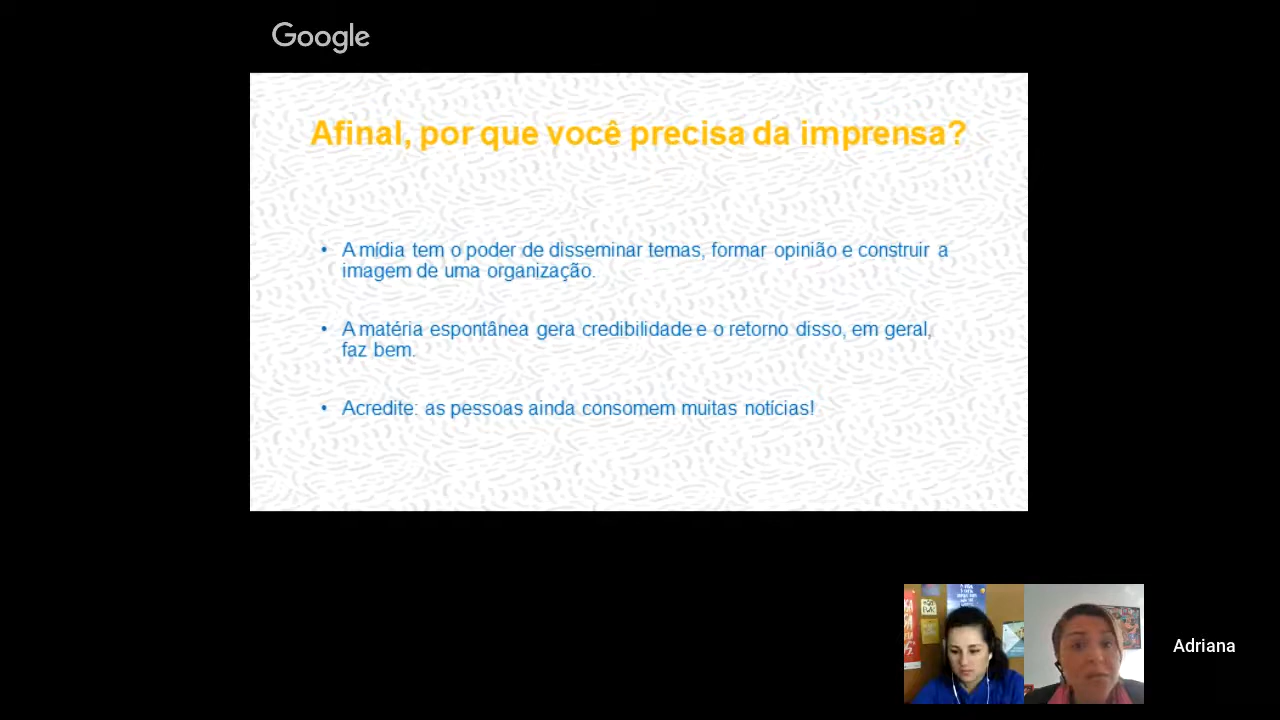 Google
Afinal, por que você precisa da imprensa?
• A mídia tem o poder de disseminar temas, formar opinião e construir a
imagem de uma organização.
• A matéria espontânea gera credibilidade e o retorno disso, em geral,
faz bem.
• Acredite: as pessoas ainda consomem muitas notícias!
Adriana